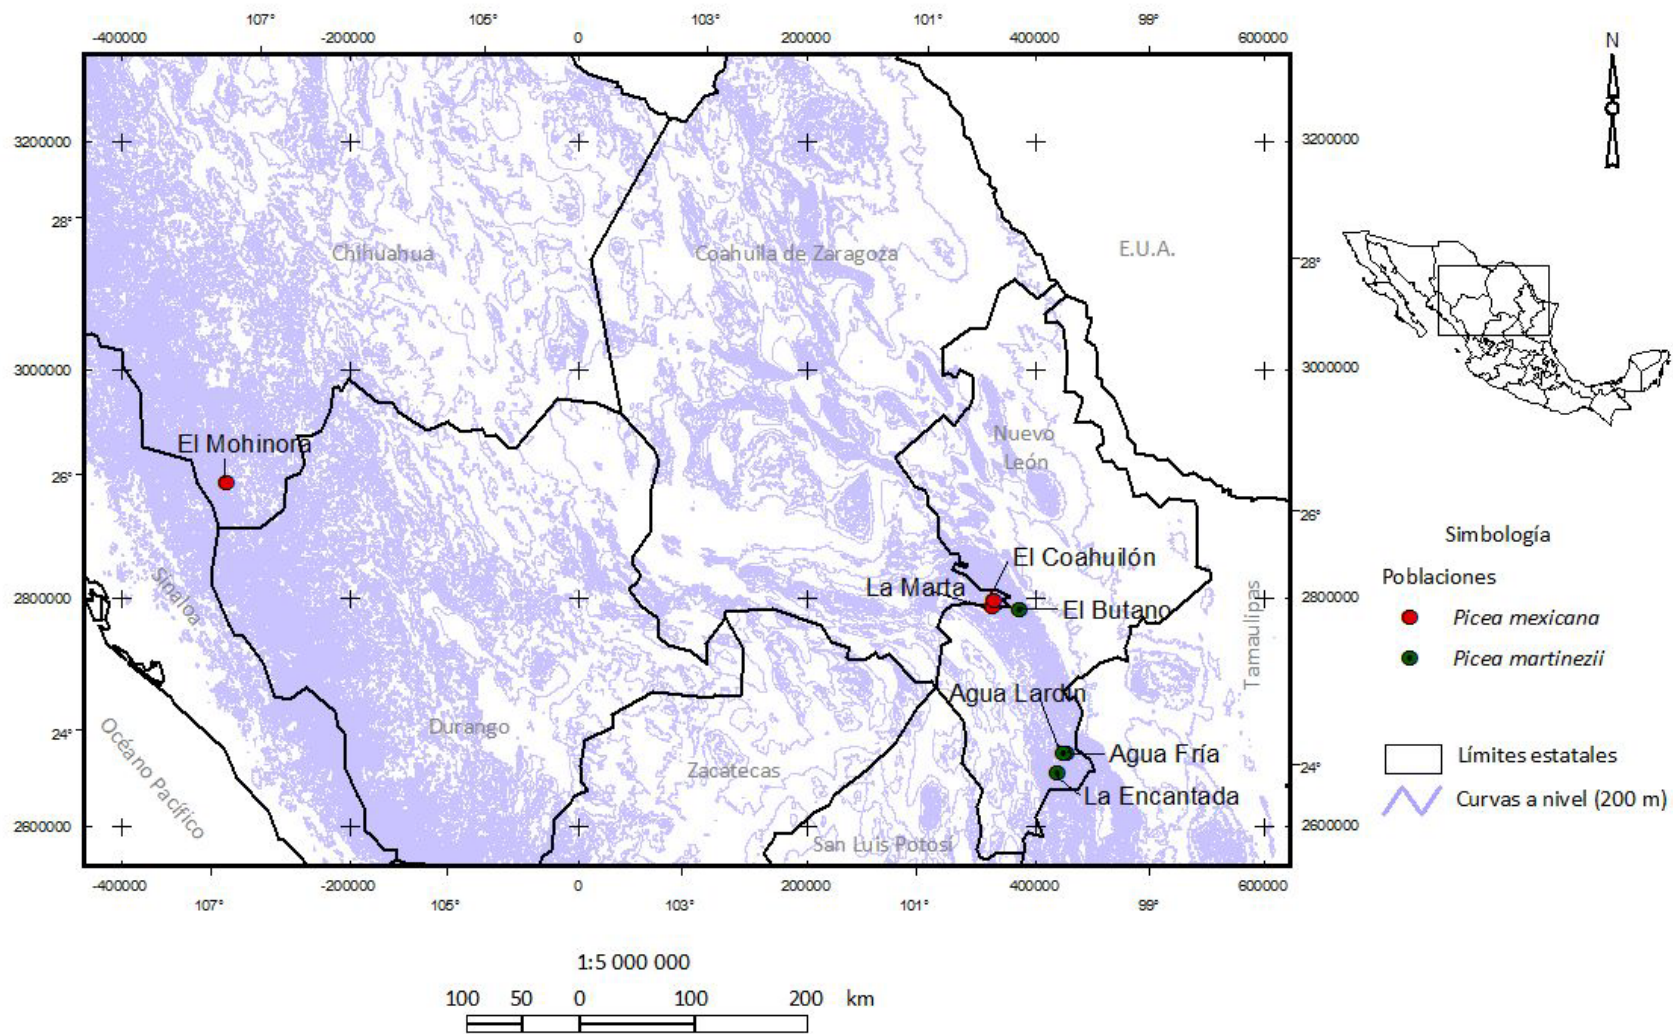 107° 105° 103° 101° 99°
-400000 -200000 0 200000 400000 600000
N
3200000 3200000
28° Chihuahua Coahuila de Zaragoza E.U.A. 28°
3000000 3000000
Nuevo
León
El Mohinora
26° 26°
Simbología
El Coahuilón
Poblaciones
La Marta
Sinaloa
2800000 2800000
El Butano
Picea mexicana
Tamaulipas
Picea martinezii
Agua Lardín
24° Durango
Océano Pacífico
Agua Fría
Límites estatales
Zacatecas 24°
La Encantada
Curvas a nivel (200 m)
2600000 2600000
San Luis Potosí
-400000 -200000 0 200000 400000 600000
107° 105° 103° 101° 99°
1:5 000 000
100 50 0 100 200 km